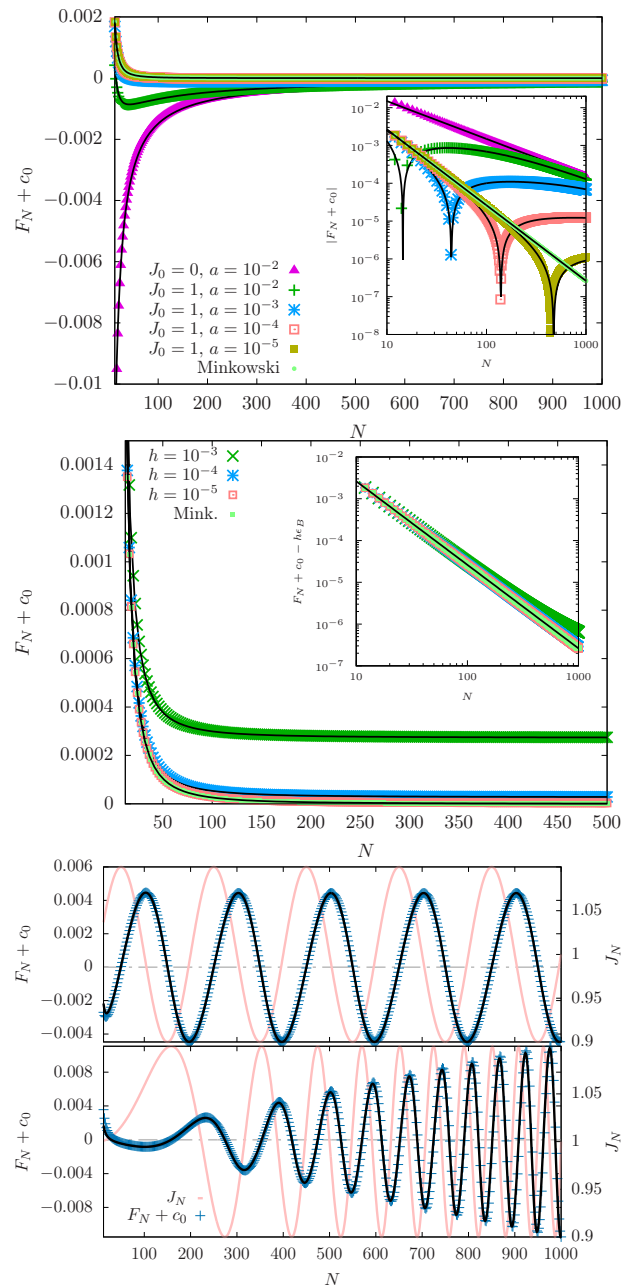 0.002
0
−0.002
−0.004
−0.006
−0.008
−0.01
F_N + c_0
J_0 = 0, a = 10^{-2}
J_0 = 1, a = 10^{-2}
J_0 = 1, a = 10^{-3}
J_0 = 1, a = 10^{-4}
J_0 = 1, a = 10^{-5}
Minkowski
10^{-2}
10^{-3}
10^{-4}
10^{-5}
10^{-6}
10^{-7}
10^{-8}
|F_N + c_0|
10 100 1000
N
100 200 300 400 500 600 700 800 900 1000
N
0.0014
0.0012
0.001
0.0008
0.0006
0.0004
0.0002
0
F_N + c_0
h = 10^{-3}
h = 10^{-4}
h = 10^{-5}
Mink.
10^{-1}
10^{-2}
10^{-3}
10^{-4}
10^{-5}
10^{-6}
10^{-7}
F_N + c_0 − hϵ_B
10 100 1000
N
50 100 150 200 250 300 350 400 450 500
N
0.006
0.004
0.002
0
−0.002
−0.004
F_N + c_0
1.05
1
0.95
0.9
J_N
0.008
0.004
0
−0.004
−0.008
F_N + c_0
J_N
F_N + c_0
1.05
1
0.95
0.9
J_N
100 200 300 400 500 600 700 800 900 1000
N